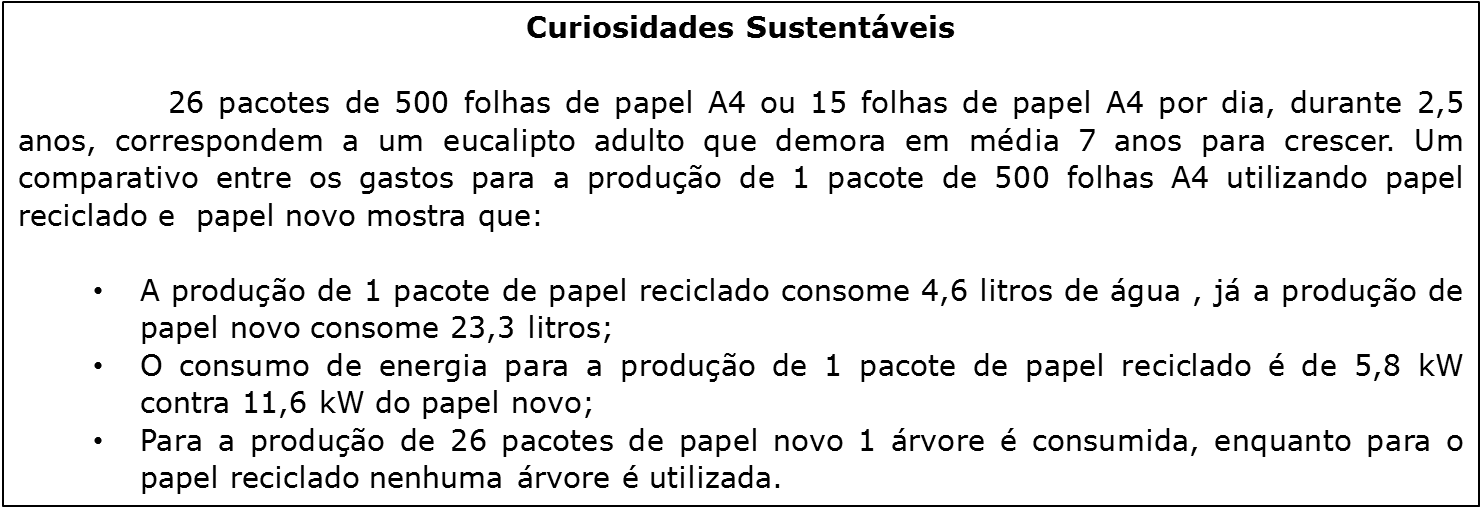 Curiosidades Sustentáveis
26 pacotes de 500 folhas de papel A4 ou 15 folhas de papel A4 por dia, durante 2,5
anos, correspondem a um eucalipto adulto que demora em média 7 anos para crescer. Um
comparativo entre os gastos para a produção de 1 pacote de 500 folhas A4 utilizando papel
reciclado e papel novo mostra que:
• A produção de 1 pacote de papel reciclado consome 4,6 litros de água , já a produção de
papel novo consome 23,3 litros;
• O consumo de energia para a produção de 1 pacote de papel reciclado é de 5,8 kW
contra 11,6 kW do papel novo;
• Para a produção de 26 pacotes de papel novo 1 árvore é consumida, enquanto para o
papel reciclado nenhuma árvore é utilizada.